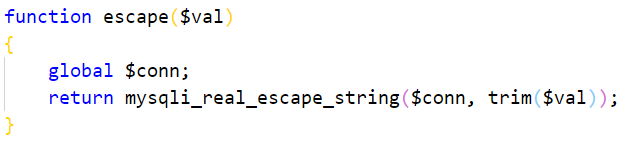 function escape($val)
{
    global $conn;
    return mysqli_real_escape_string($conn, trim($val));
}